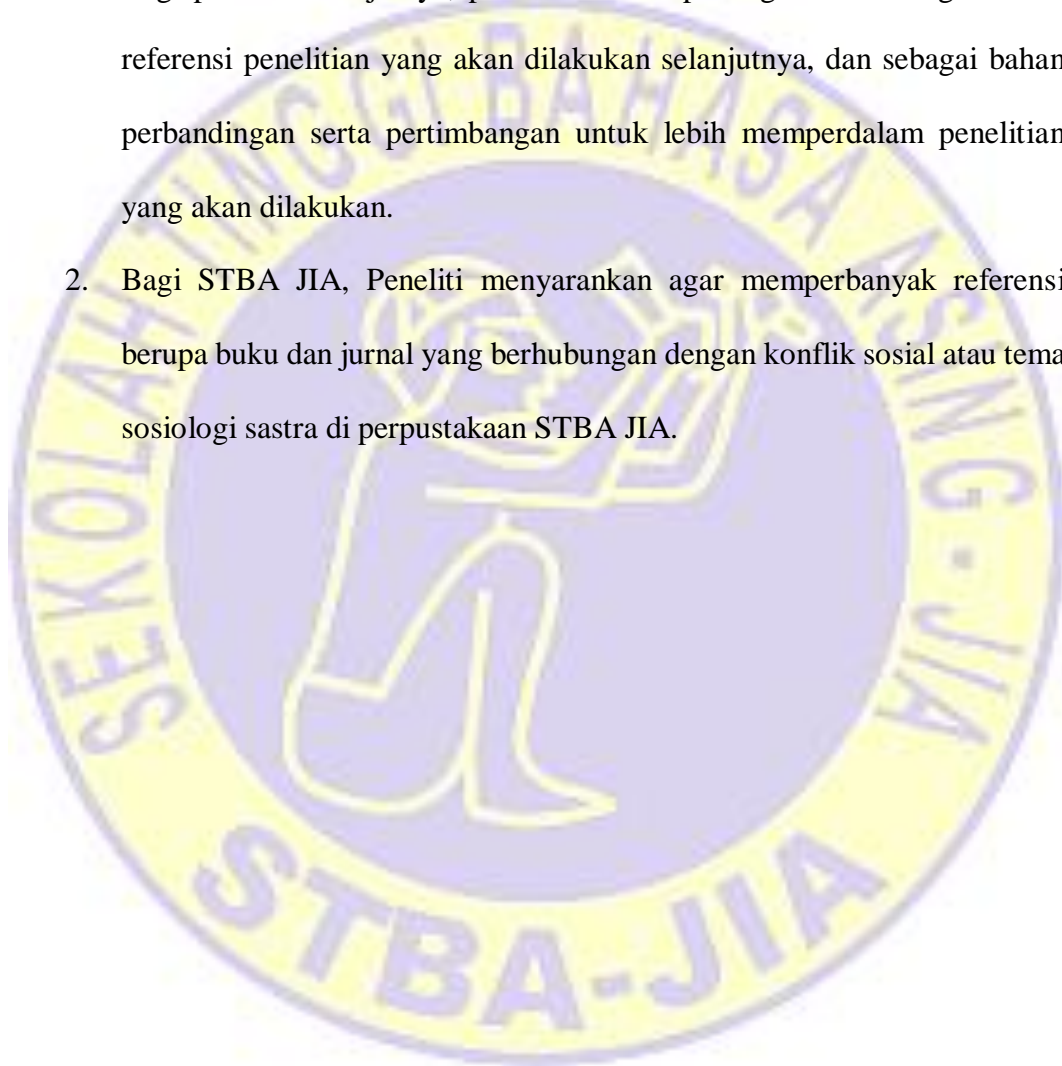 referensi penelitian yang akan dilakukan selanjutnya, dan sebagai bahan
perbandingan serta pertimbangan untuk lebih memperdalam penelitian
yang akan dilakukan.
2. Bagi STBA JIA, Peneliti menyarankan agar memperbanyak referensi
berupa buku dan jurnal yang berhubungan dengan konflik sosial atau tema
sosiologi sastra di perpustakaan STBA JIA.
SEKOLAH TINGGI BAHASA ASING - JIA
STBA-JIA